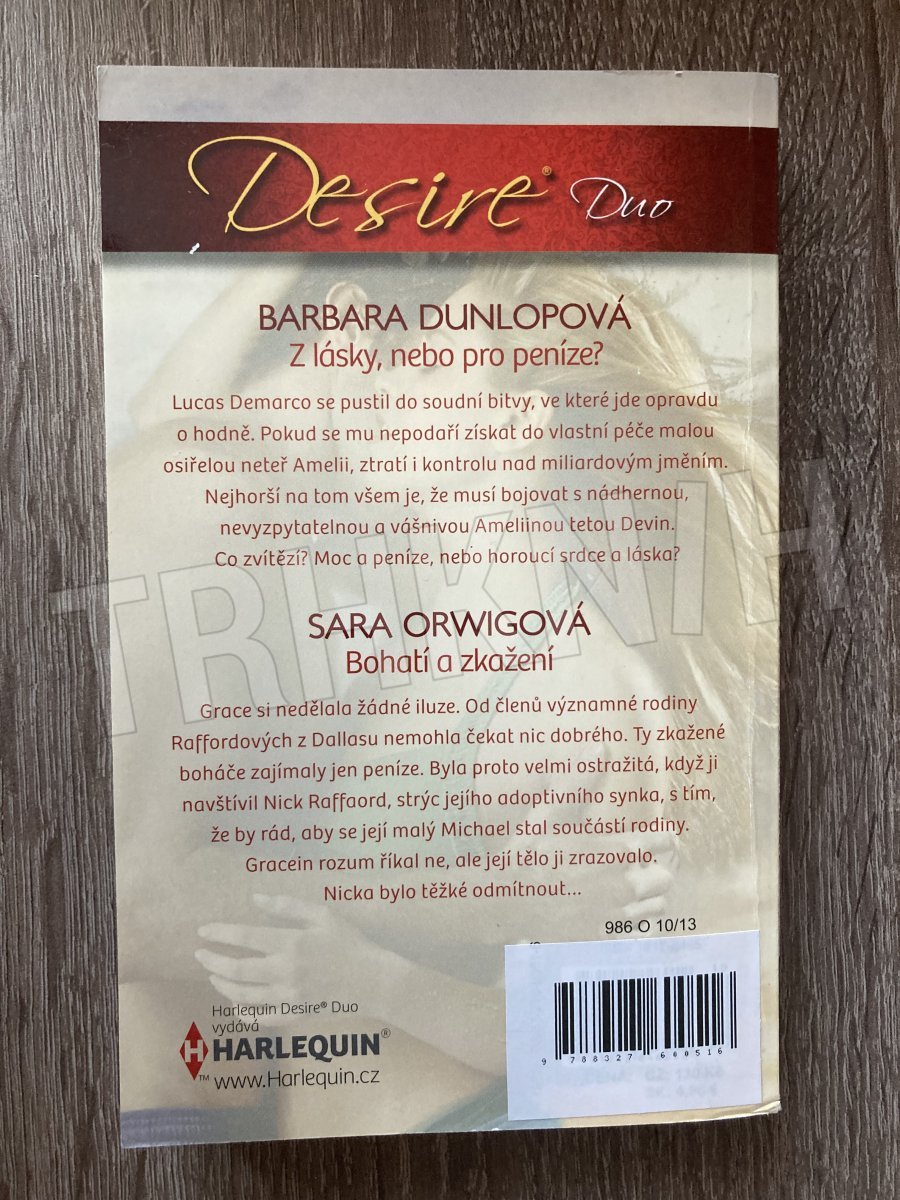 Desire® Duo
BARBARA DUNLOPOVÁ
Z lásky, nebo pro peníze?
Lucas Demarco se pustil do soudní bitvy, ve které jde opravdu
o hodně. Pokud se mu nepodaří získat do vlastní péče malou
osiřelou neteř Amelii, ztratí i kontrolu nad miliardovým jměním.
Nejhorší na tom všem je, že musí bojovat s nádhernou,
nevyzpytatelnou a vášnivou Ameliinou tetou Devin.
Co zvítězí? Moc a peníze, nebo horoucí srdce a láska?
TRHKNIH
SARA ORWIGOVÁ
Bohatí a zkažení
Grace si nedělala žádné iluze. Od členů významné rodiny
Raffordových z Dallasu nemohla čekat nic dobrého. Ty zkažené
boháče zajímaly jen peníze. Byla proto velmi ostražitá, když ji
navštívil Nick Raffaord, strýc jejího adoptivního synka, s tím,
že by rád, aby se její malý Michael stal součástí rodiny.
Gracein rozum říkal ne, ale její tělo ji zrazovalo.
Nicka bylo těžké odmítnout...
986 O 10/13
Harlequin Desire® Duo
vydává
H HARLEQUIN®
™ www.Harlequin.cz
9 788327 600516